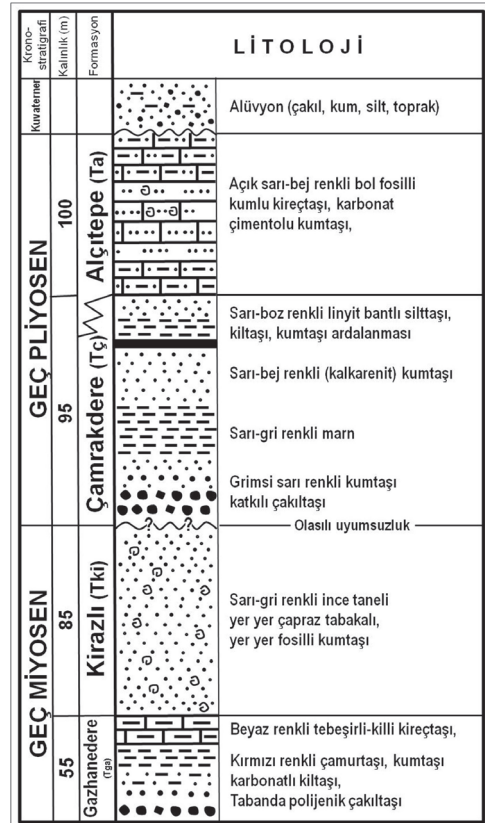 Krono-
stratigrafi
Kalınlık (m)
Formasyon
LİTOLOJİ
Kuvaterner
Alüvyon (çakıl, kum, silt, toprak)
GEÇ PLİYOSEN
100
Alçıtepe (Ta)
Açık sarı-bej renkli bol fosilli
kumlu kireçtaşı, karbonat
çimentolu kumtaşı,
95
Çamrakdere (Tç)
Sarı-boz renkli linyit bantlı silttaşı,
kiltaşı, kumtaşı ardalanması
Sarı-bej renkli (kalkarenit) kumtaşı
Sarı-gri renkli marn
Grimsi sarı renkli kumtaşı
katkılı çakıltaşı
? ?
Olasılı uyumsuzluk
GEÇ MİYOSEN
85
Kirazlı (Tki)
Sarı-gri renkli ince taneli
yer yer çapraz tabakalı,
yer yer fosilli kumtaşı
55
Gazhanedere
(Tga)
Beyaz renkli tebeşirli-killi kireçtaşı,
Kırmızı renkli çamurtaşı, kumtaşı
karbonatlı kiltaşı,
Tabanda polijenik çakıltaşı